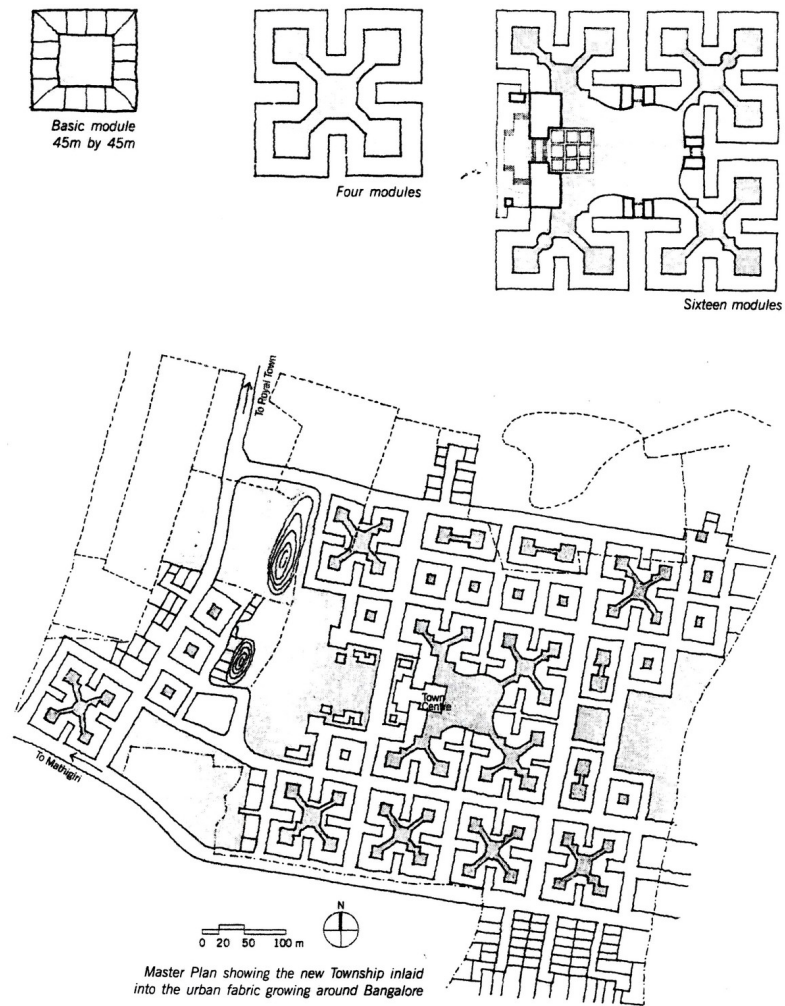 Basic module
45m by 45m
Four modules
Sixteen modules
To Royal Town
Town
Centre
To Mathigiri
N
0 20 50 100 m
Master Plan showing the new Township inlaid
into the urban fabric growing around Bangalore